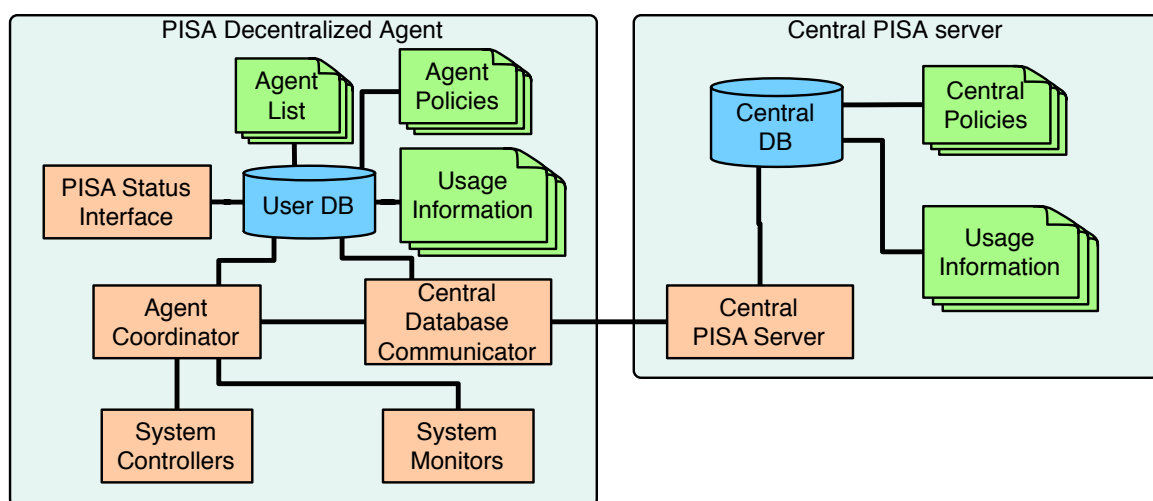 PISA Decentralized Agent
Agent
List
Agent
Policies
PISA Status
Interface
User DB
Usage
Information
Agent
Coordinator
Central
Database
Communicator
System
Controllers
System
Monitors
Central PISA server
Central
DB
Central
Policies
Usage
Information
Central
PISA Server